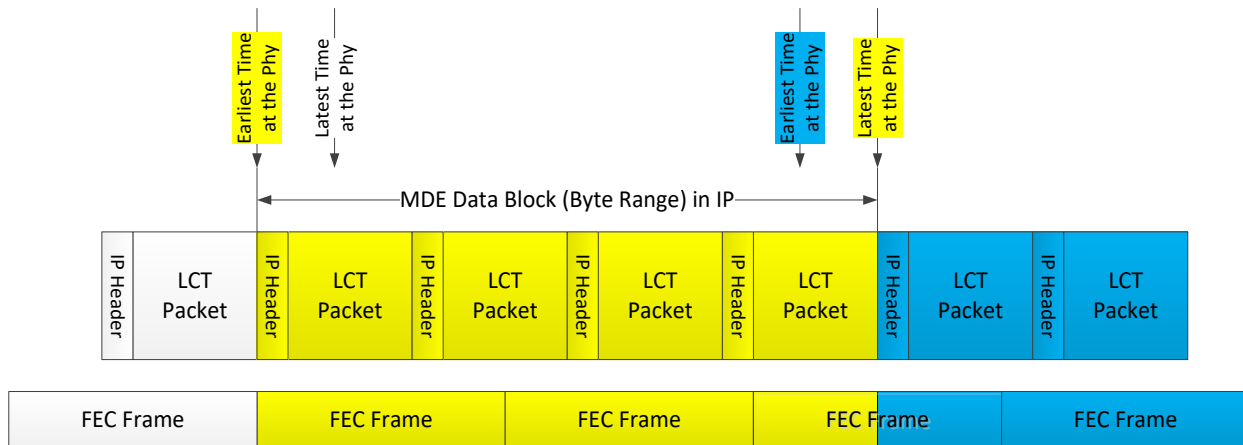 Earliest Time
at the Phy
Latest Time
at the Phy
Earliest Time
at the Phy
Latest Time
at the Phy
MDE Data Block (Byte Range) in IP
IP Header
LCT
Packet
IP Header
LCT
Packet
IP Header
LCT
Packet
IP Header
LCT
Packet
IP Header
LCT
Packet
IP Header
LCT
Packet
IP Header
LCT
Packet
FEC Frame
FEC Frame
FEC Frame
FEC Frame
FEC Frame